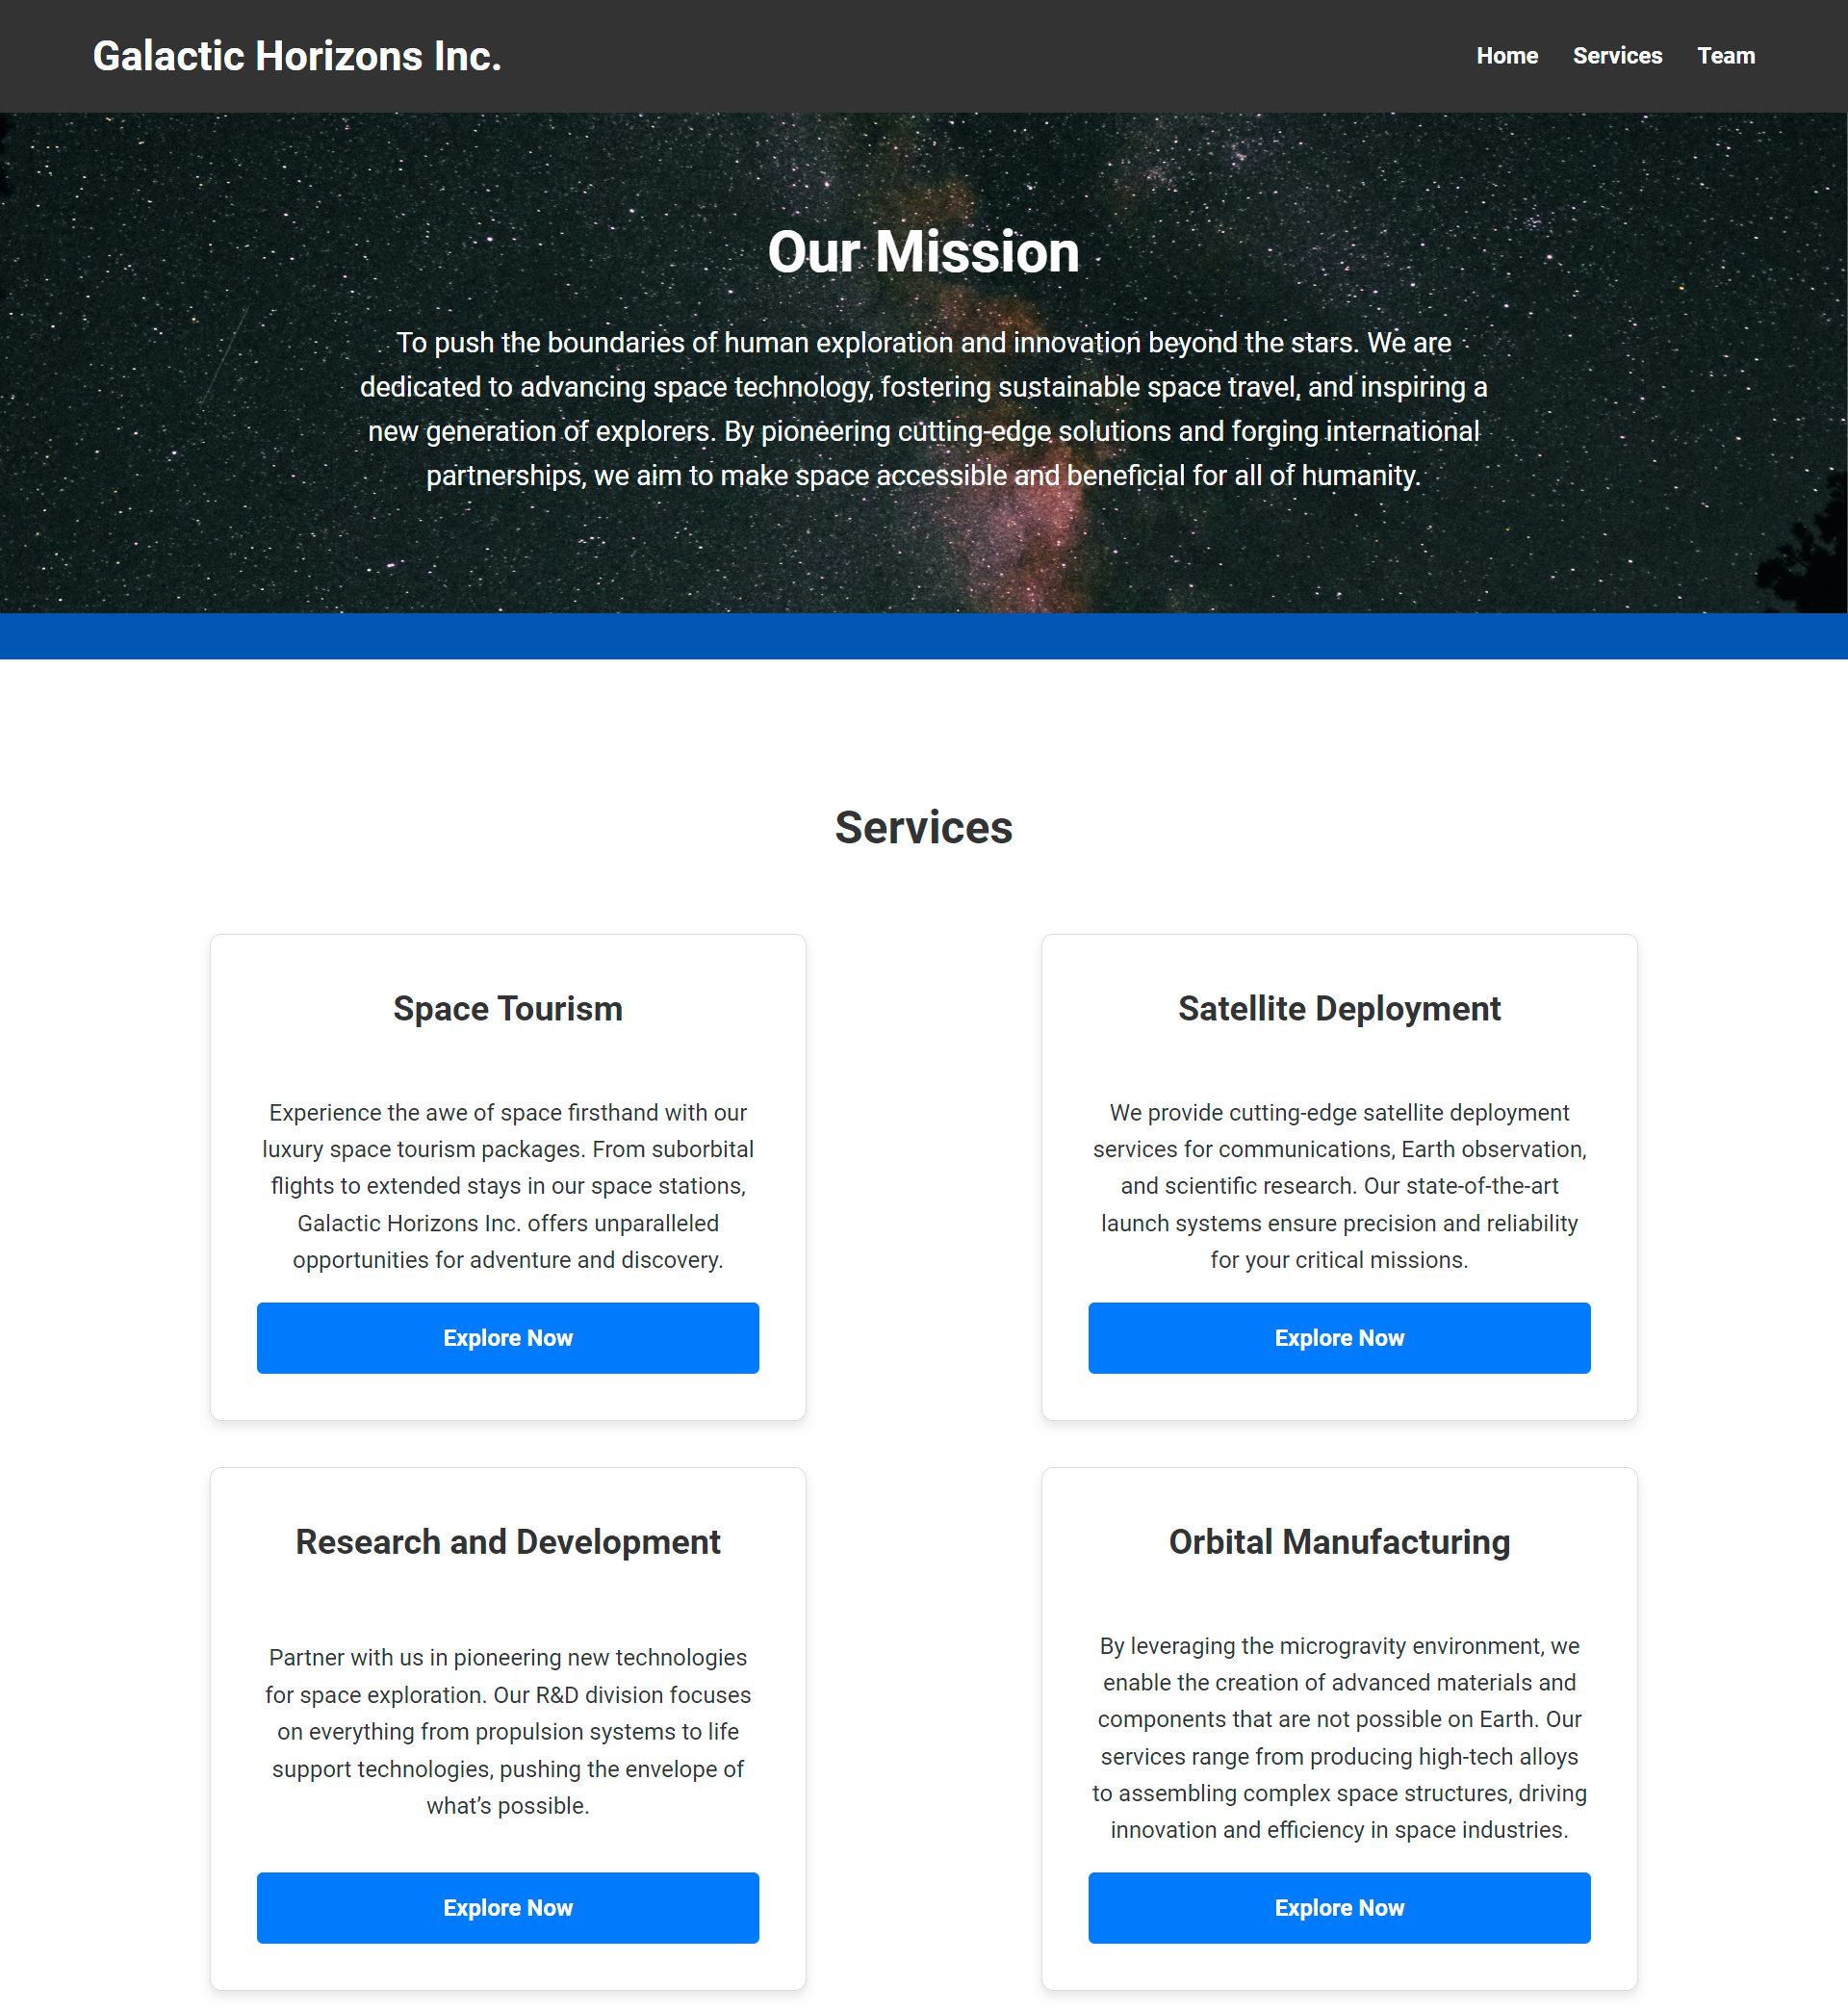 Galactic Horizons Inc.
Home Services Team
Our Mission
To push the boundaries of human exploration and innovation beyond the stars. We are
dedicated to advancing space technology, fostering sustainable space travel, and inspiring a
new generation of explorers. By pioneering cutting-edge solutions and forging international
partnerships, we aim to make space accessible and beneficial for all of humanity.
Services
Space Tourism
Experience the awe of space firsthand with our
luxury space tourism packages. From suborbital
flights to extended stays in our space stations,
Galactic Horizons Inc. offers unparalleled
opportunities for adventure and discovery.
Explore Now
Satellite Deployment
We provide cutting-edge satellite deployment
services for communications, Earth observation,
and scientific research. Our state-of-the-art
launch systems ensure precision and reliability
for your critical missions.
Explore Now
Research and Development
Partner with us in pioneering new technologies
for space exploration. Our R&D division focuses
on everything from propulsion systems to life
support technologies, pushing the envelope of
what’s possible.
Explore Now
Orbital Manufacturing
By leveraging the microgravity environment, we
enable the creation of advanced materials and
components that are not possible on Earth. Our
services range from producing high-tech alloys
to assembling complex space structures, driving
innovation and efficiency in space industries.
Explore Now